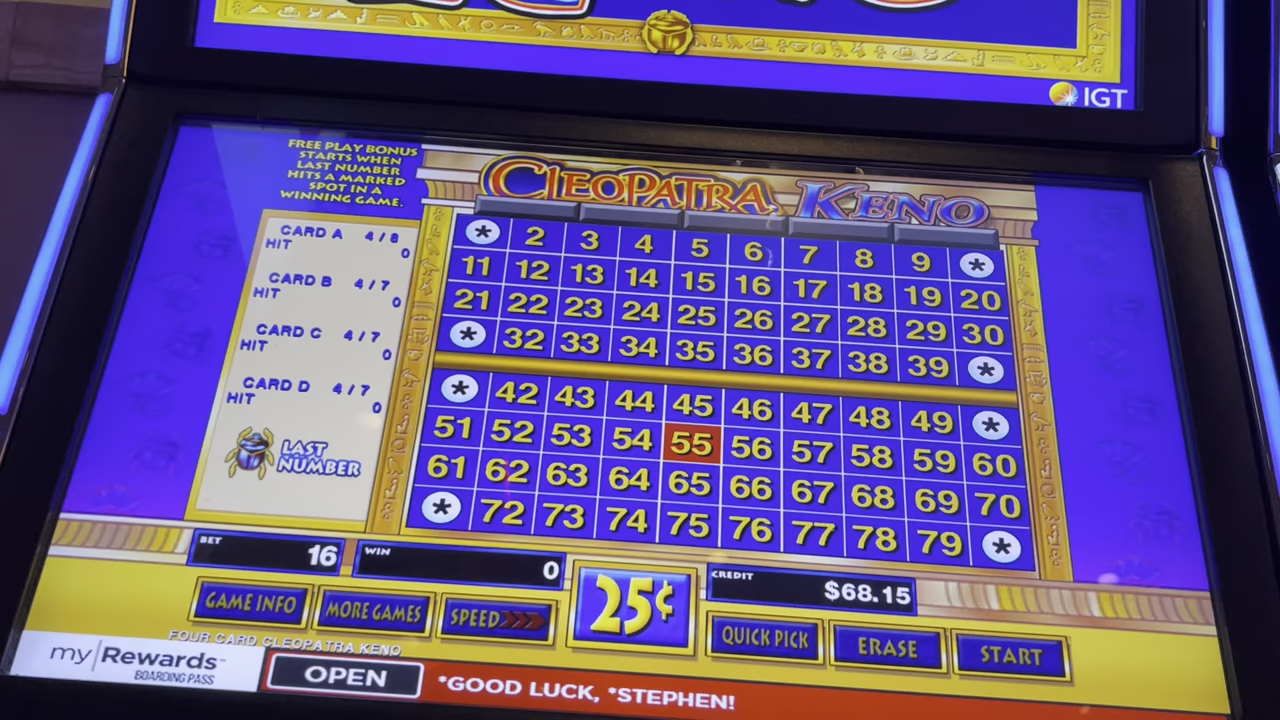 IGT
FREE PLAY BONUS
STARTS WHEN
LAST NUMBER
HITS A MARKED
SPOT IN A
WINNING GAME.
CLEOPATRA KENO
CARD A 4/8
HIT 0
CARD B 4/7
HIT 0
CARD C 4/7
HIT 0
CARD D 4/7
HIT 0
LAST
NUMBER
* 2 3 4 5 6 7 8 9 *
11 12 13 14 15 16 17 18 19 20
21 22 23 24 25 26 27 28 29 30
* 32 33 34 35 36 37 38 39 *
* 42 43 44 45 46 47 48 49 *
51 52 53 54 55 56 57 58 59 60
61 62 63 64 65 66 67 68 69 70
* 72 73 74 75 76 77 78 79 *
BET 16
WIN 0
25¢
CREDIT $68.15
GAME INFO
MORE GAMES
SPEED
QUICK PICK
ERASE
START
FOUR CARD CLEOPATRA KENO
my|Rewards™
BOARDING PASS
OPEN
*GOOD LUCK, *STEPHEN!